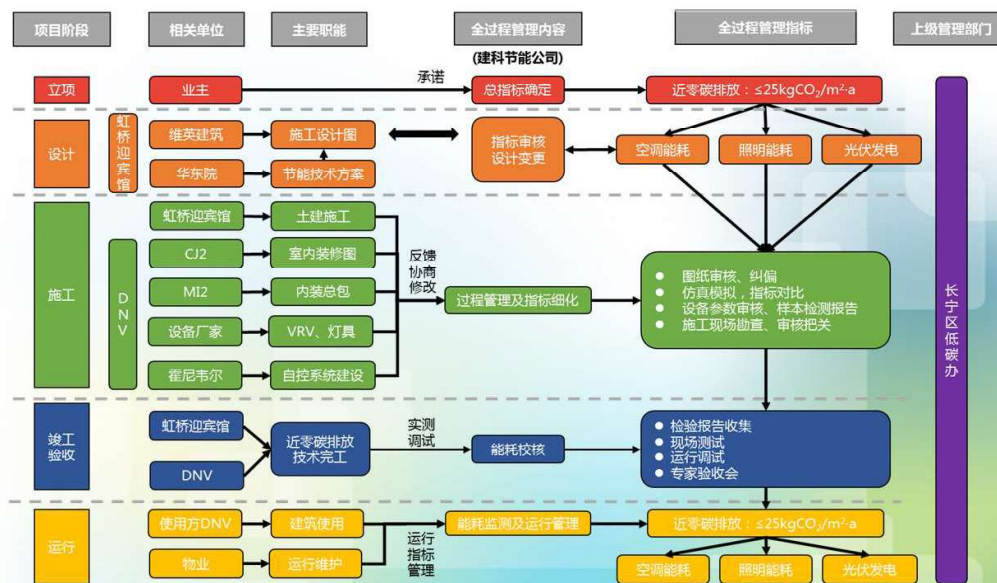 项目阶段
相关单位
主要职能
全过程管理内容
(建科节能公司)
全过程管理指标
上级管理部门
立项
业主
承诺
总指标确定
近零碳排放：≤25kgCO₂/m²·a
设计
虹桥迎宾馆
维英建筑
施工设计图
华东院
节能技术方案
指标审核
设计变更
空调能耗
照明能耗
光伏发电
施工
DNV
虹桥迎宾馆
土建施工
CJ2
室内装修图
MI2
内装总包
设备厂家
VRV、灯具
霍尼韦尔
自控系统建设
反馈
协商
修改
过程管理及指标细化
● 图纸审核、纠偏
● 仿真模拟，指标对比
● 设备参数审核、样本检测报告
● 施工现场勘查、审核把关
长宁区低碳办
竣工
验收
虹桥迎宾馆
DNV
近零碳排放
技术完工
实测
调试
能耗校核
● 检验报告收集
● 现场测试
● 运行调试
● 专家验收会
运行
使用方DNV
建筑使用
物业
运行维护
运行
指标
管理
能耗监测及运行管理
近零碳排放：≤25kgCO₂/m²·a
空调能耗
照明能耗
光伏发电